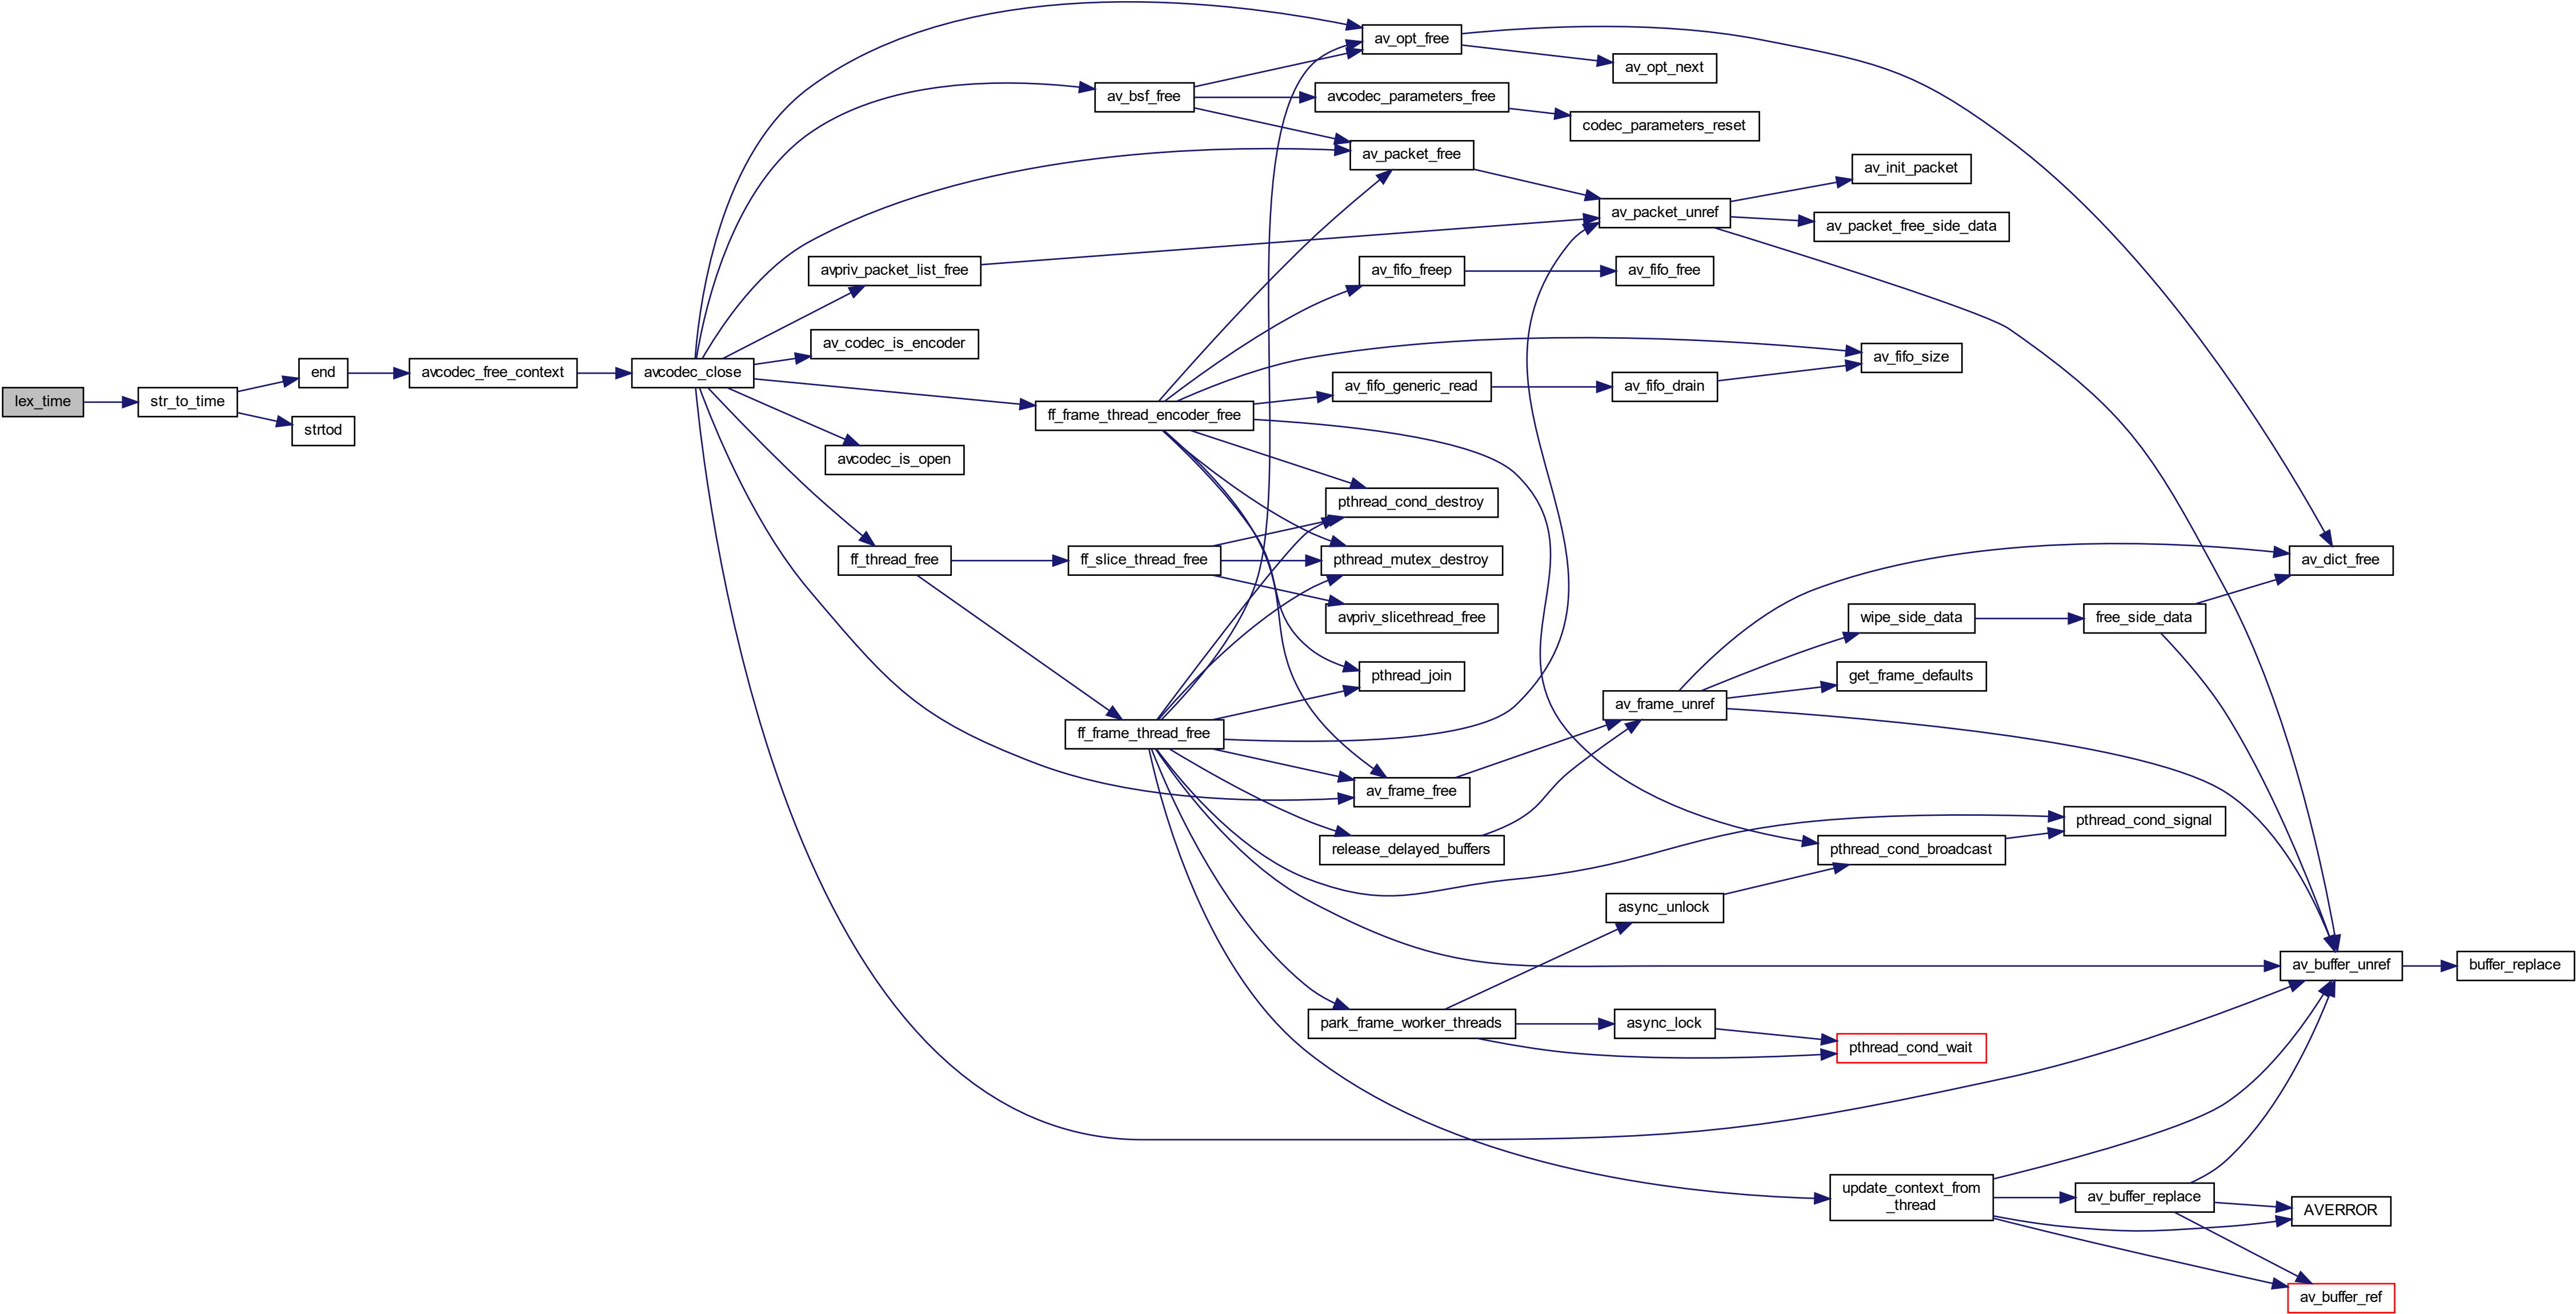 lex_time
str_to_time
end
strtod
avcodec_free_context
avcodec_close
avpriv_packet_list_free
av_codec_is_encoder
avcodec_is_open
ff_thread_free
av_bsf_free
ff_frame_thread_encoder_free
ff_slice_thread_free
ff_frame_thread_free
av_opt_free
avcodec_parameters_free
av_packet_free
av_fifo_freep
av_fifo_generic_read
pthread_cond_destroy
pthread_mutex_destroy
avpriv_slicethread_free
pthread_join
av_frame_free
release_delayed_buffers
park_frame_worker_threads
av_opt_next
codec_parameters_reset
av_packet_unref
av_fifo_free
av_fifo_drain
av_frame_unref
async_unlock
async_lock
av_init_packet
av_packet_free_side_data
av_fifo_size
wipe_side_data
get_frame_defaults
pthread_cond_broadcast
pthread_cond_wait
update_context_from
_thread
free_side_data
pthread_cond_signal
av_buffer_replace
av_dict_free
av_buffer_unref
AVERROR
av_buffer_ref
buffer_replace